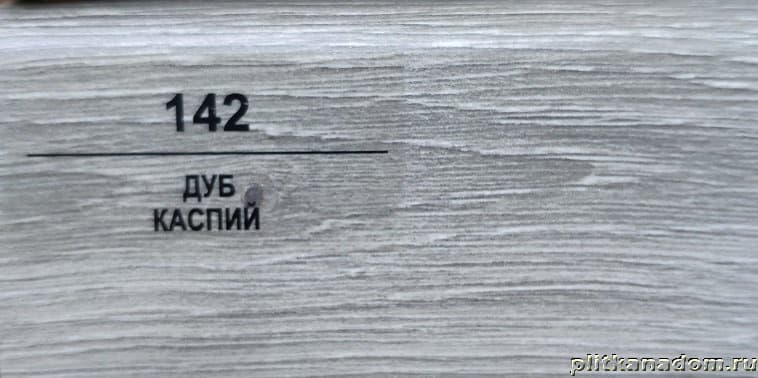 142
ДУБ
КАСПИЙ
plitkanadom.ru